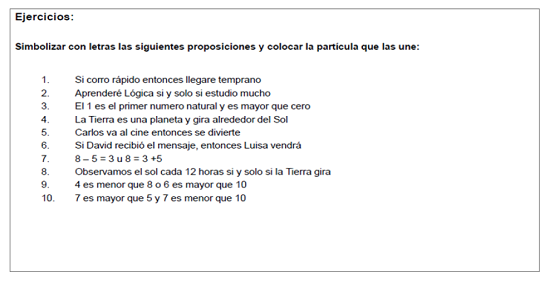 Ejercicios:
Simbolizar con letras las siguientes proposiciones y colocar la partícula que las une:
1. Si corro rápido entonces llegare temprano
2. Aprenderé Lógica si y solo si estudio mucho
3. El 1 es el primer numero natural y es mayor que cero
4. La Tierra es una planeta y gira alrededor del Sol
5. Carlos va al cine entonces se divierte
6. Si David recibió el mensaje, entonces Luisa vendrá
7. 8 – 5 = 3 u 8 = 3 +5
8. Observamos el sol cada 12 horas si y solo si la Tierra gira
9. 4 es menor que 8 o 6 es mayor que 10
10. 7 es mayor que 5 y 7 es menor que 10